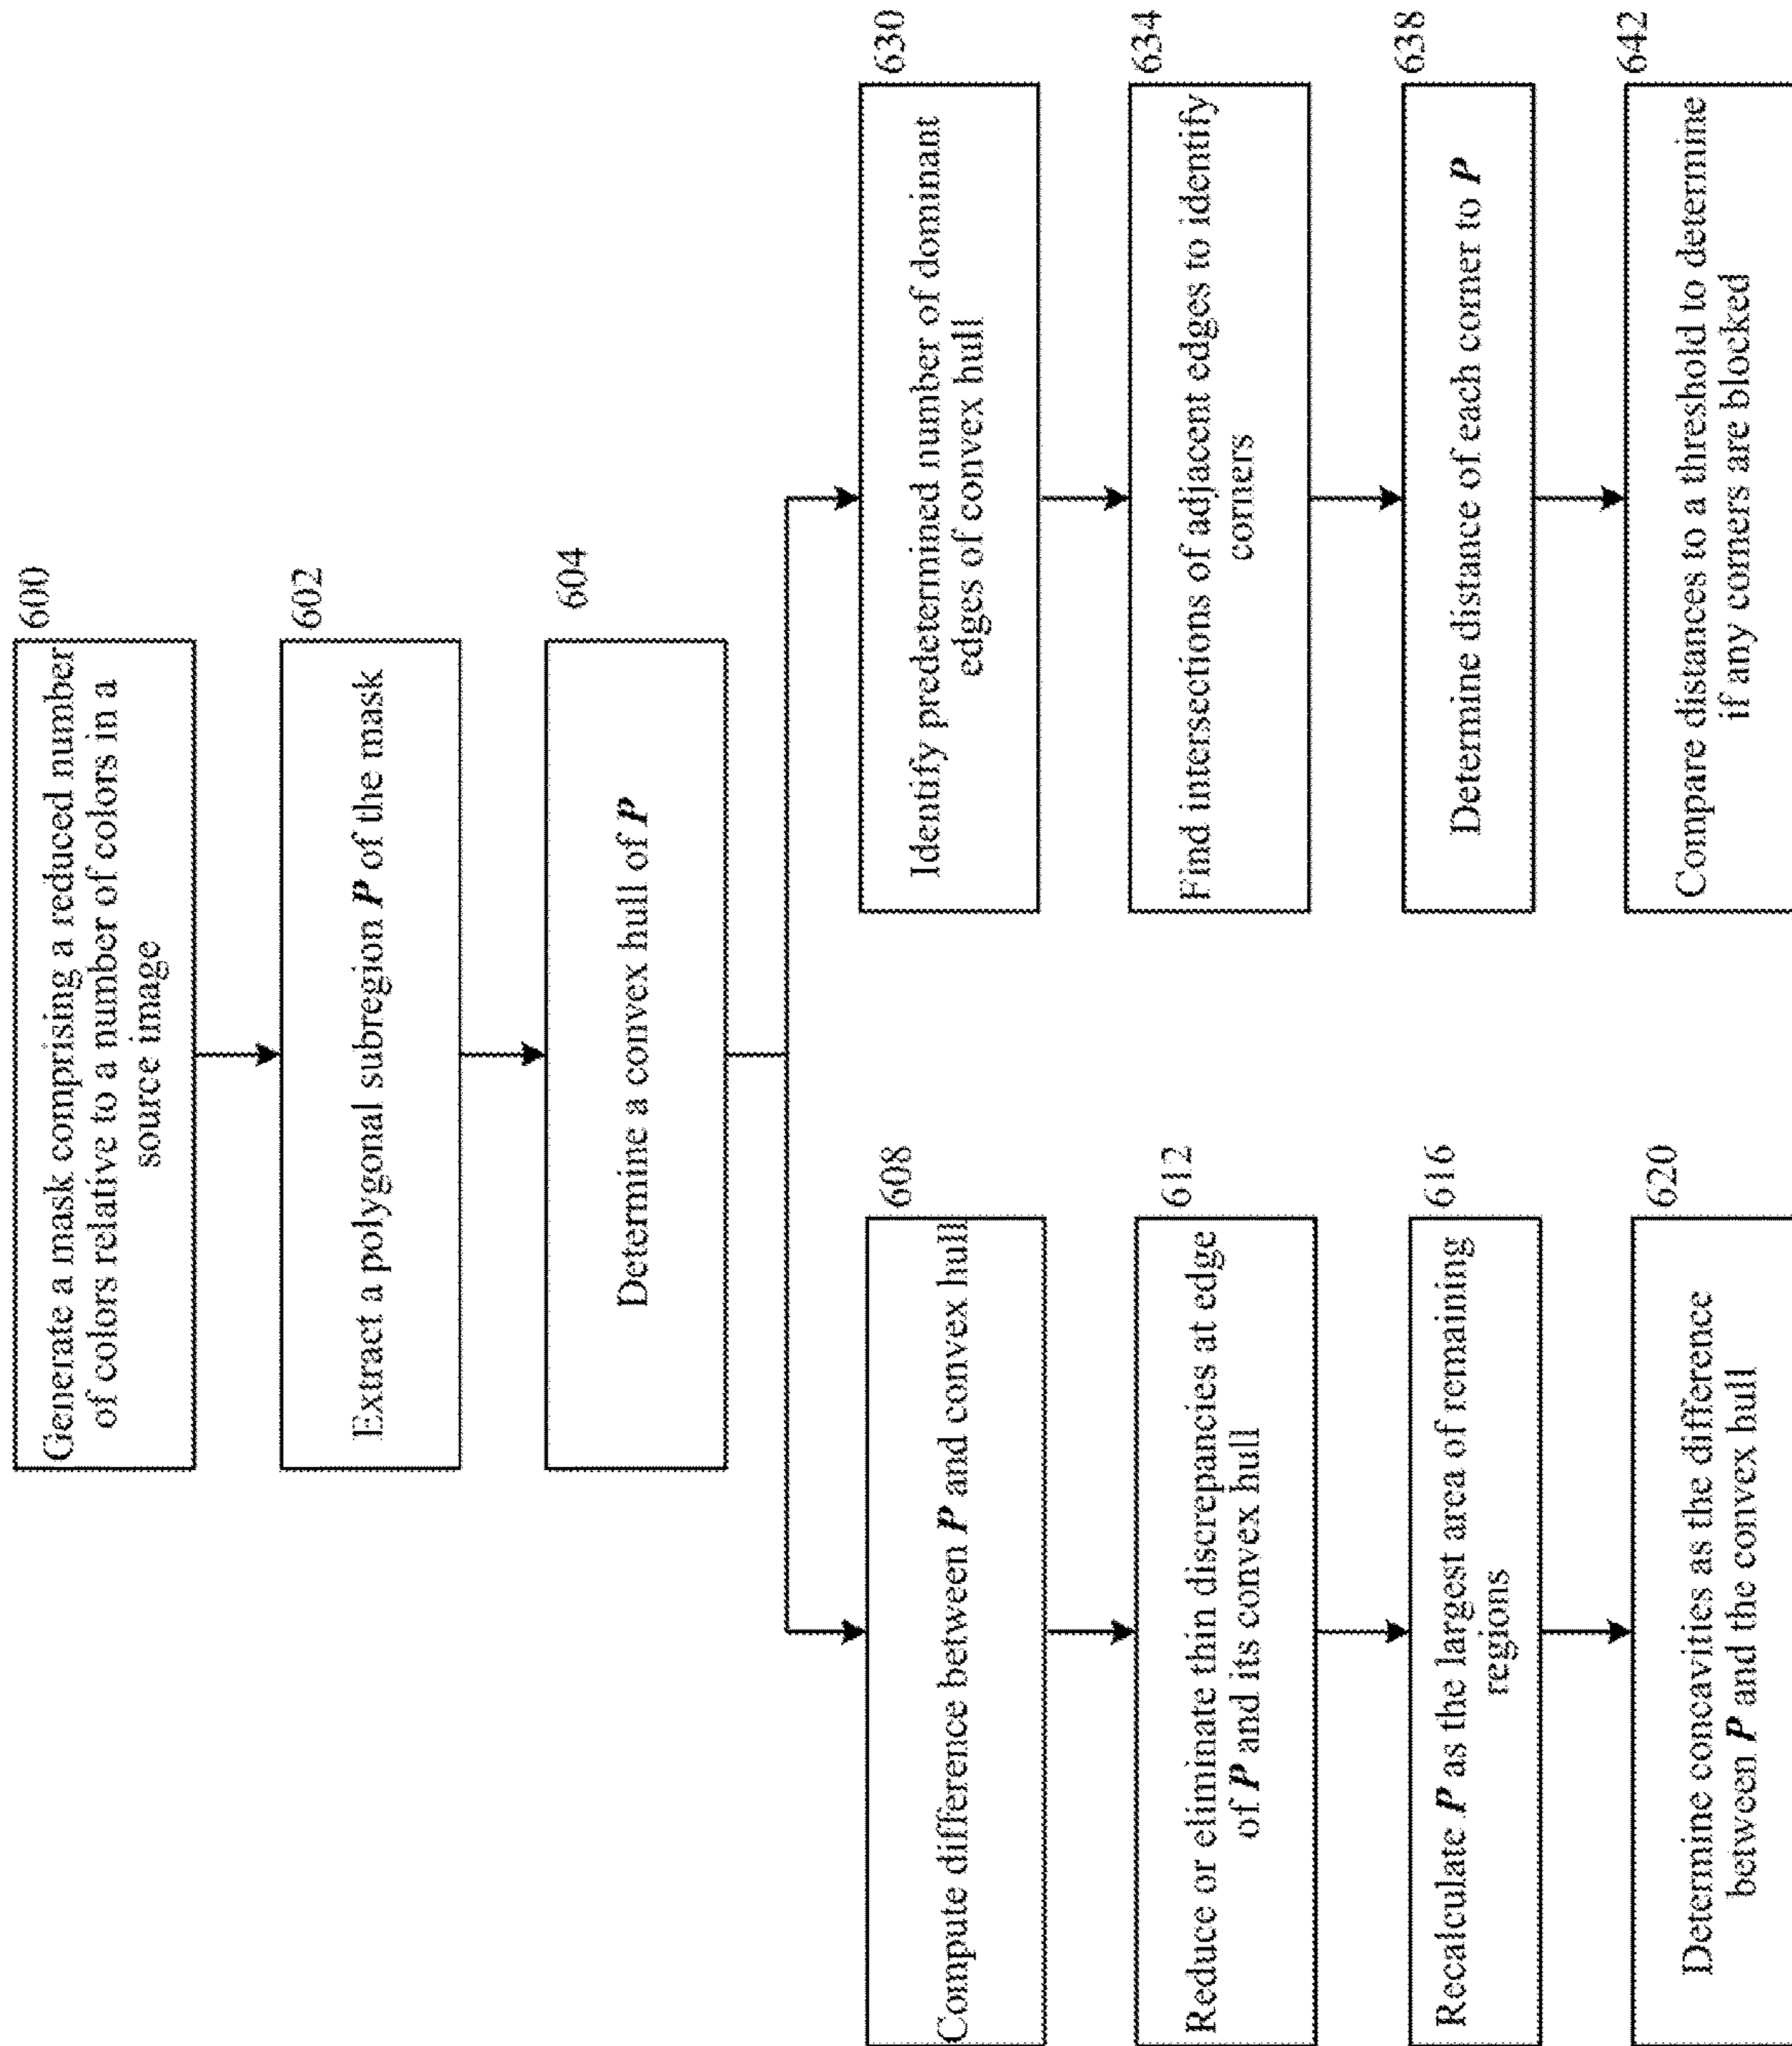 600
Generate a mask comprising a reduced number
of colors relative to a number of colors in a
source image
602
Extract a polygonal subregion P of the mask
604
Determine a convex hull of P
608
Compute difference between P and convex hull
612
Reduce or eliminate thin discrepancies at edge
of P and its convex hull
616
Recalculate P as the largest area of remaining
regions
620
Determine concavities as the difference
between P and the convex hull
630
Identify predetermined number of dominant
edges of convex hull
634
Find intersections of adjacent edges to identify
corners
638
Determine distance of each corner to P
642
Compare distances to a threshold to determine
if any corners are blocked